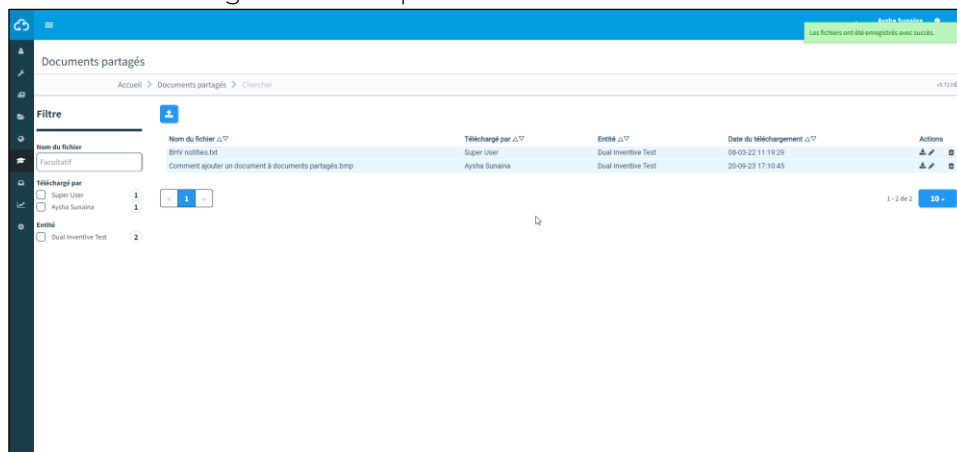 Les fichiers ont été enregistrés avec succès.
Documents partagés
Accueil > Documents partagés > Chercher
Filtre
Nom du fichier
Facultatif
Téléchargé par
Super User 1
Aysha Sunaina 1
Entité
Dual Inventive Test 2
Nom du fichier △▽ Téléchargé par △▽ Entité △▽ Date du téléchargement △▽ Actions
BHV notities.txt Super User Dual Inventive Test 08-03-22 11:19:29
Comment ajouter un document à documents partagés.bmp Aysha Sunaina Dual Inventive Test 20-09-23 17:10:45
« 1 » 1 - 2 de 2 10